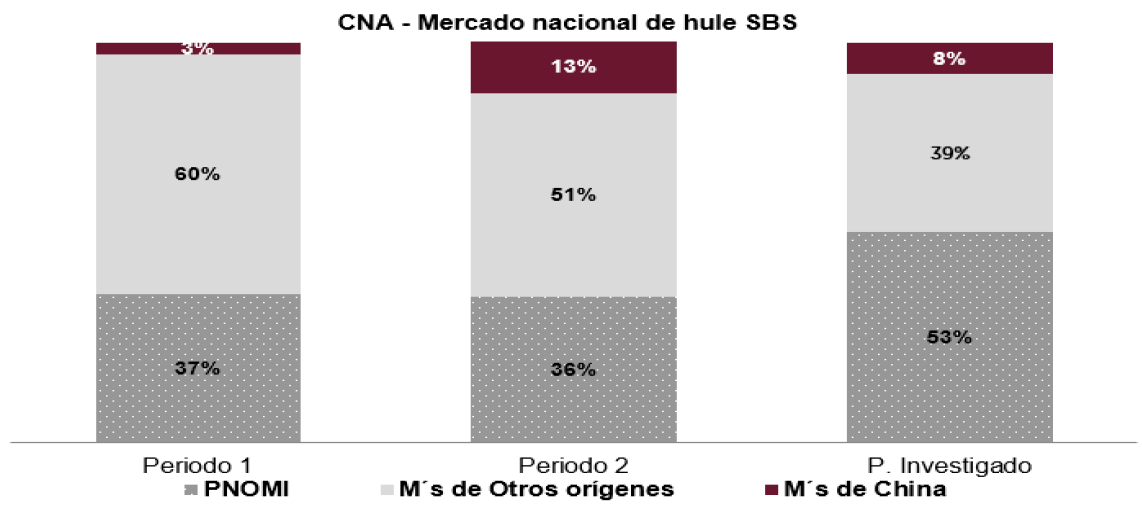 CNA - Mercado nacional de hule SBS
3% 13% 8%
60% 51% 39%
37% 36% 53%
Periodo 1 Periodo 2 P. Investigado
PNOMI M´s de Otros orígenes M´s de China